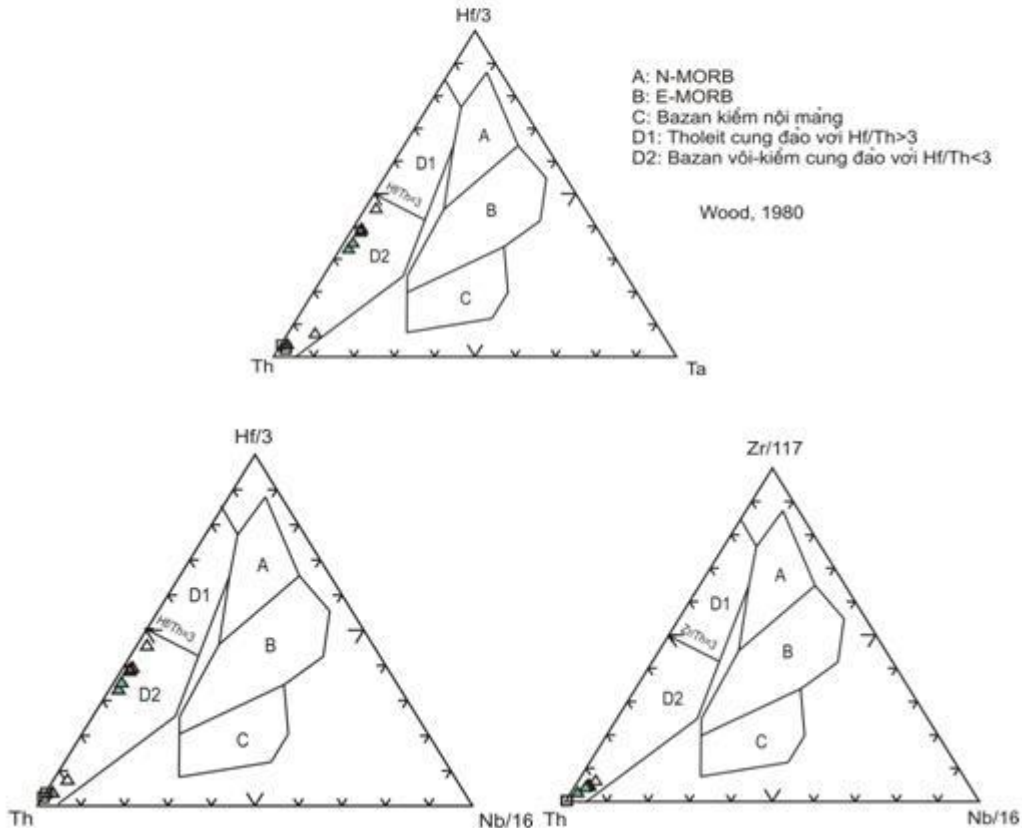 Hf/3
A: N-MORB
B: E-MORB
C: Bazan kiềm nội mảng
D1: Tholeit cung đảo với Hf/Th>3
D2: Bazan vôi-kiềm cung đảo với Hf/Th<3
Wood, 1980
A
D1
Hf/Th<3
B
D2
C
Th
Ta
Hf/3
A
D1
Hf/Th<3
B
D2
C
Th
Nb/16
Zr/117
A
D1
Zr/Th<3
B
D2
C
Th
Nb/16